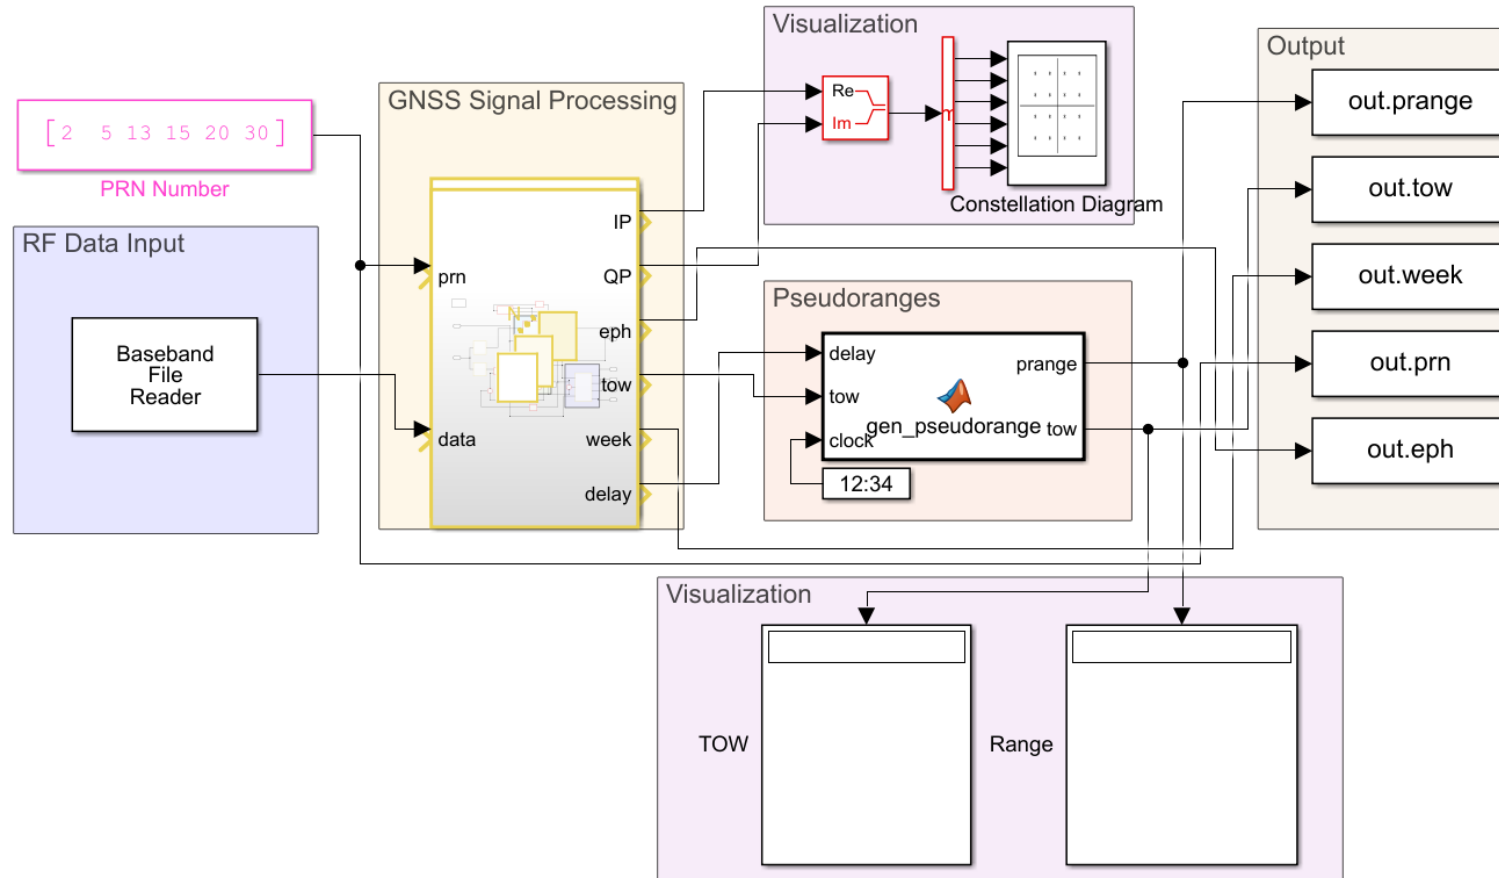 Visualization
Output
GNSS Signal Processing
Re
Im
out.prange
[2 5 13 15 20 30]
PRN Number
out.tow
Constellation Diagram
IP
RF Data Input
prn
QP
out.week
Pseudoranges
eph
Baseband
File
Reader
delay
prange
out.prn
tow
tow
gen_pseudorange
tow
data
week
clock
out.eph
12:34
delay
Visualization
TOW
Range